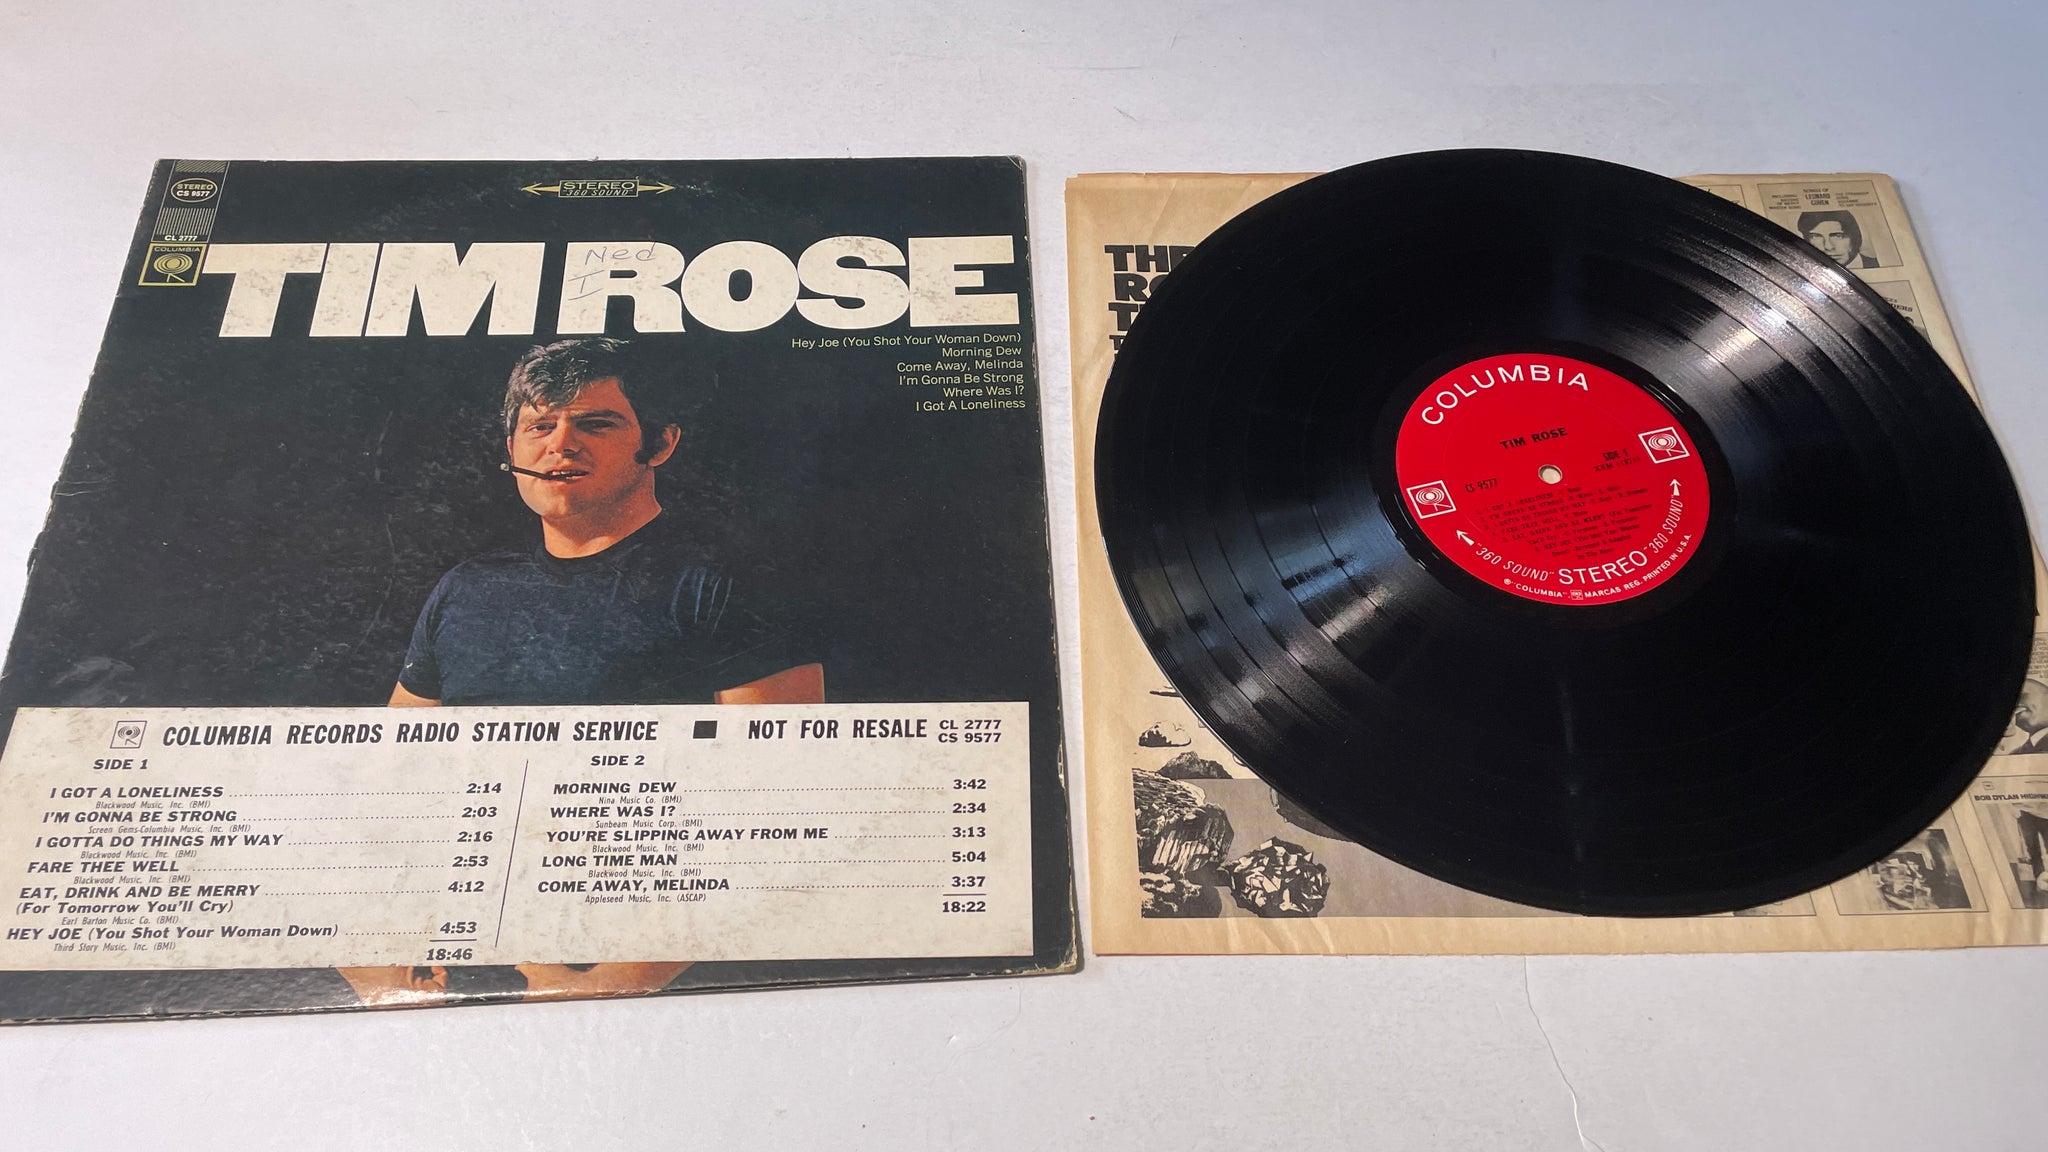 STEREO
CS 9577
CL 2777
COLUMBIA
STEREO
"360 SOUND"
TIM ROSE
Ned
I
Hey Joe (You Shot Your Woman Down)
Morning Dew
Come Away, Melinda
I'm Gonna Be Strong
Where Was I?
I Got A Loneliness
COLUMBIA RECORDS RADIO STATION SERVICE ■ NOT FOR RESALE
CL 2777
CS 9577
SIDE 1
I GOT A LONELINESS 2:14
Blackwood Music, Inc. (BMI)
I'M GONNA BE STRONG 2:03
Screen Gems-Columbia Music, Inc. (BMI)
I GOTTA DO THINGS MY WAY 2:16
Blackwood Music, Inc. (BMI)
FARE THEE WELL 2:53
Blackwood Music, Inc. (BMI)
EAT, DRINK AND BE MERRY 4:12
(For Tomorrow You'll Cry)
Earl Barton Music Co. (BMI)
HEY JOE (You Shot Your Woman Down) 4:53
Third Story Music, Inc. (BMI)
18:46
SIDE 2
MORNING DEW 3:42
Nina Music Co. (BMI)
WHERE WAS I? 2:34
Sunbeam Music Corp. (BMI)
YOU'RE SLIPPING AWAY FROM ME 3:13
Blackwood Music, Inc. (BMI)
LONG TIME MAN 5:04
Blackwood Music, Inc. (BMI)
COME AWAY, MELINDA 3:37
Appleseed Music, Inc. (ASCAP)
18:22
THE
SONGS OF
LEONARD
COHEN
BOB DYLAN
COLUMBIA
TIM ROSE
SIDE 1
CS 9577
"360 SOUND" STEREO "360 SOUND"
℗ "COLUMBIA", MARCAS REG. PRINTED IN U.S.A.